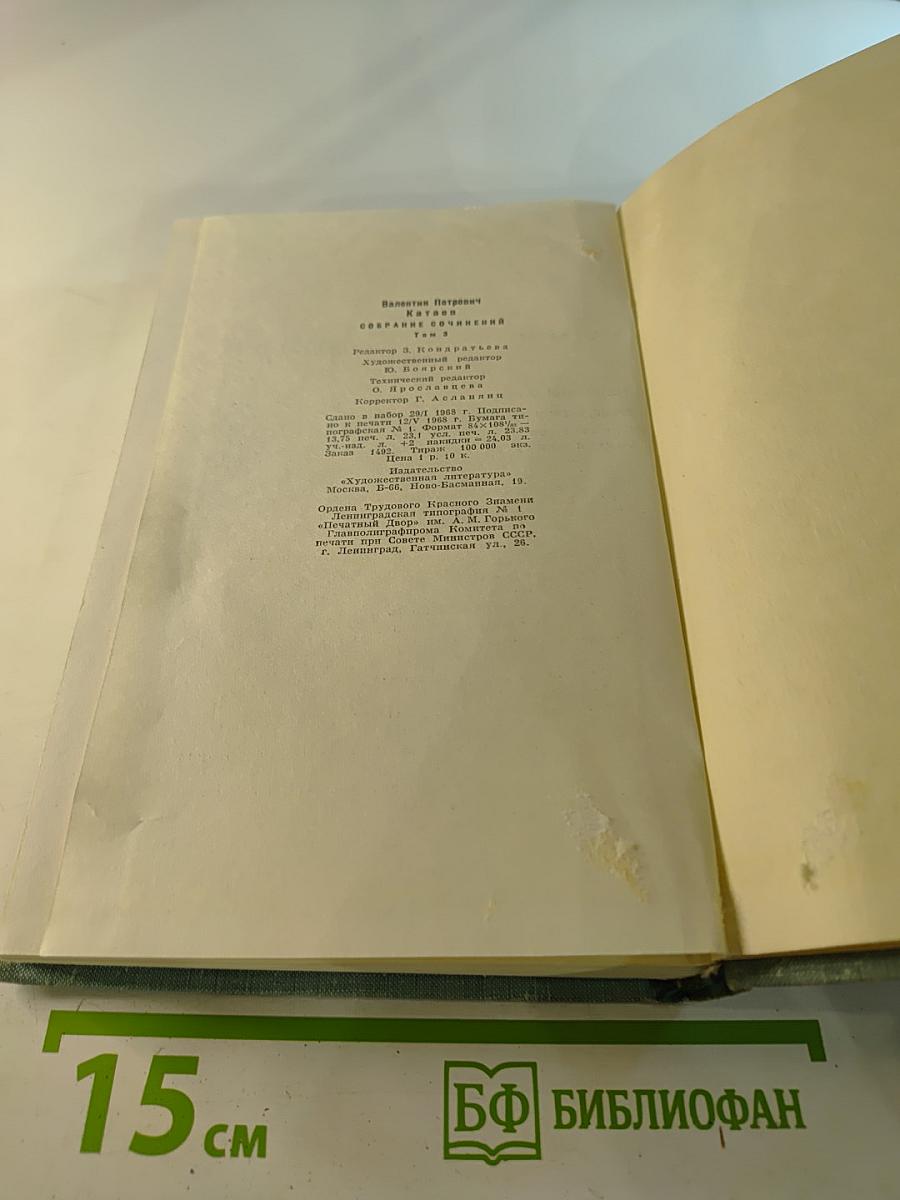 Валентин Петрович
Катаев
СОБРАНИЕ СОЧИНЕНИЙ
Том 3
Редактор З. Кондратьева
Художественный редактор
Ю. Боярский
Технический редактор
О. Ярославцева
Корректор Г. Асланянц
Сдано в набор 29/I 1968 г. Подписа-
но к печати 12/V 1968 г. Бумага ти-
пографская № 1. Формат 84×108¹/₃₂ —
13,75 печ. л. 23,1 усл. печ. л. 23,83
уч.-изд. л. +2 накидки = 24,03 л.
Заказ 1492. Тираж 100 000 экз.
Цена 1 р. 10 к.
Издательство
«Художественная литература»
Москва, Б-66, Ново-Басманная, 19.
Ордена Трудового Красного Знамени
Ленинградская типография № 1
«Печатный Двор» им. А. М. Горького
Главполиграфпрома Комитета по
печати при Совете Министров СССР,
г. Ленинград, Гатчинская ул., 26.
15 см
БФ БИБЛИОФАН